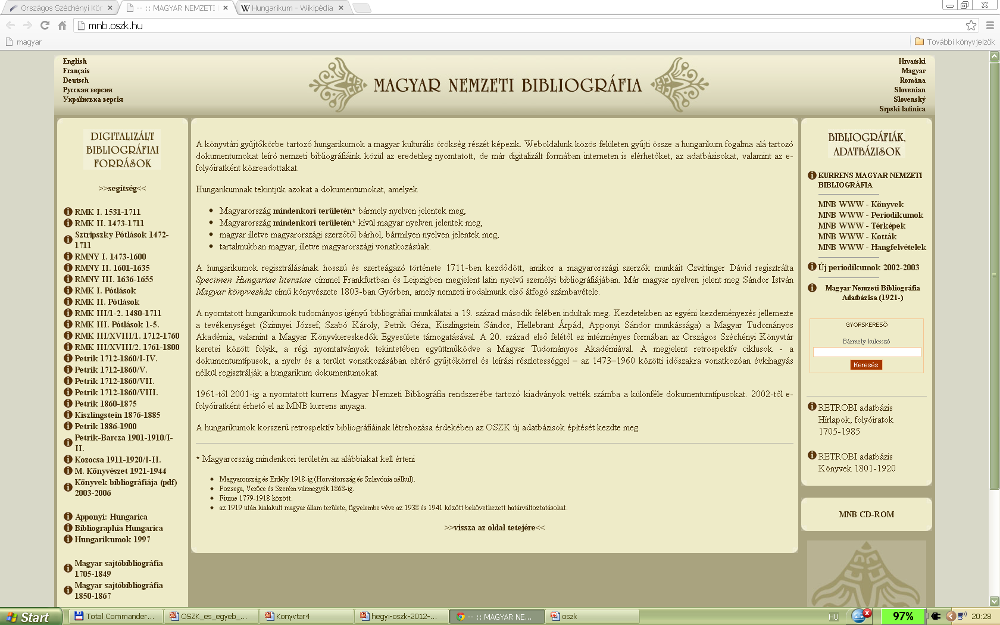 Országos Széchényi Kör
-- :: MAGYAR NEMZETI
Hungarikum - Wikipédia
mnb.oszk.hu
magyar
További könyvjelzők
English
Français
Deutsch
Русская версия
Українська версія
MAGYAR NEMZETI BIBLIOGRÁFIA
Hrvatski
Magyar
Româna
Slovenian
Slovenský
Srpski latinica
DIGITALIZÁLT
BIBLIOGRÁFIAI
FORRÁSOK
>>segítség<<
RMK I. 1531-1711
RMK II. 1473-1711
Sztripszky Pótlások 1472-
1711
RMNY I. 1473-1600
RMNY II. 1601-1635
RMNY III. 1636-1655
RMK I. Pótlások
RMK II. Pótlások
RMK III/1-2. 1480-1711
RMK III. Pótlások 1-5.
RMK III/XVIII/1. 1712-1760
RMK III/XVIII/2. 1761-1800
Petrik 1712-1860/I-IV.
Petrik 1712-1860/V.
Petrik 1712-1860/VII.
Petrik 1712-1860/VIII.
Petrik 1860-1875
Kiszlingstein 1876-1885
Petrik 1886-1900
Petrik-Barcza 1901-1910/I-
II.
Kozocsa 1911-1920/I-II.
M. Könyvészet 1921-1944
Könyvek bibliográfiája (pdf)
2003-2006
Apponyi: Hungarica
Bibliographia Hungarica
Hungarikumok 1997
Magyar sajtóbibliográfia
1705-1849
Magyar sajtóbibliográfia
1850-1867
A könyvtári gyűjtőkörbe tartozó hungarikumok a magyar kulturális örökség részét képezik. Weboldalunk közös felületen gyűjti össze a hungarikum fogalma alá tartozó
dokumentumokat leíró nemzeti bibliográfiáink közül az eredetileg nyomtatott, de már digitalizált formában interneten is elérhetőket, az adatbázisokat, valamint az e-
folyóiratként közreadottakat.
Hungarikumnak tekintjük azokat a dokumentumokat, amelyek
Magyarország mindenkori területén* bármely nyelven jelentek meg,
Magyarország mindenkori területén* kívül magyar nyelven jelentek meg,
magyar illetve magyarországi szerzőtől bárhol, bármilyen nyelven jelentek meg,
tartalmukban magyar, illetve magyarországi vonatkozásúak.
A hungarikumok regisztrálásának hosszú és szerteágazó története 1711-ben kezdődött, amikor a magyarországi szerzők munkáit Czvittinger Dávid regisztrálta
Specimen Hungariae literatae címmel Frankfurtban és Leipzigben megjelent latin nyelvű személyi bibliográfiájában. Már magyar nyelven jelent meg Sándor István
Magyar könyvesház című könyvészete 1803-ban Győrben, amely nemzeti irodalmunk első átfogó számbavétele.
A nyomtatott hungarikumok tudományos igényű bibliográfiai munkálatai a 19. század második felében indultak meg. Kezdetekben az egyéni kezdeményezés jellemezte
a tevékenységet (Szinnyei József, Szabó Károly, Petrik Géza, Kiszlingstein Sándor, Hellebrant Árpád, Apponyi Sándor munkássága) a Magyar Tudományos
Akadémia, valamint a Magyar Könyvkereskedők Egyesülete támogatásával. A 20. század első felétől ez intézményes formában az Országos Széchényi Könyvtár
keretei között folyik, a régi nyomtatványok tekintetében együttműködve a Magyar Tudományos Akadémiával. A megjelent retrospektív ciklusok - a
dokumentumtípusok, a nyelv és a terület vonatkozásában eltérő gyűjtőkörrel és leírási részletességgel – az 1473–1960 közötti időszakra vonatkozóan évkihagyás
nélkül regisztrálják a hungarikum dokumentumokat.
1961-től 2001-ig a nyomtatott kurrens Magyar Nemzeti Bibliográfia rendszerébe tartozó kiadványok vették számba a különféle dokumentumtípusokat. 2002-től e-
folyóiratként érhető el az MNB kurrens anyaga.
A hungarikumok korszerű retrospektív bibliográfiáinak létrehozása érdekében az OSZK új adatbázisok építését kezdte meg.
* Magyarország mindenkori területén az alábbiakat kell érteni
Magyarország és Erdély 1918-ig (Horvátország és Szlavónia nélkül).
Pozsega, Verőce és Szerém vármegyék 1868-ig.
Fiume 1779-1918 között.
az 1919 után kialakult magyar állam területe, figyelembe véve az 1938 és 1941 között bekövetkezett határváltoztatásokat.
>>vissza az oldal tetejére<<
BIBLIOGRÁFIÁK,
ADATBÁZISOK
KURRENS MAGYAR NEMZETI
BIBLIOGRÁFIA
MNB WWW - Könyvek
MNB WWW - Periodikumok
MNB WWW - Térképek
MNB WWW - Kották
MNB WWW - Hangfelvételek
Új periodikumok 2002-2003
Magyar Nemzeti Bibliográfia
Adatbázisa (1921-)
GYORSKERESŐ
Bármely kulcsszó
Keresés
RETROBI adatbázis
Hírlapok, folyóiratok
1705-1985
RETROBI adatbázis
Könyvek 1801-1920
MNB CD-ROM
Start
Total Commander...
OSZK_es_egyeb_...
Konyvtar4
hegyi-oszk-2012-...
-- :: MAGYAR NE...
oszk
HU
97%
20:28